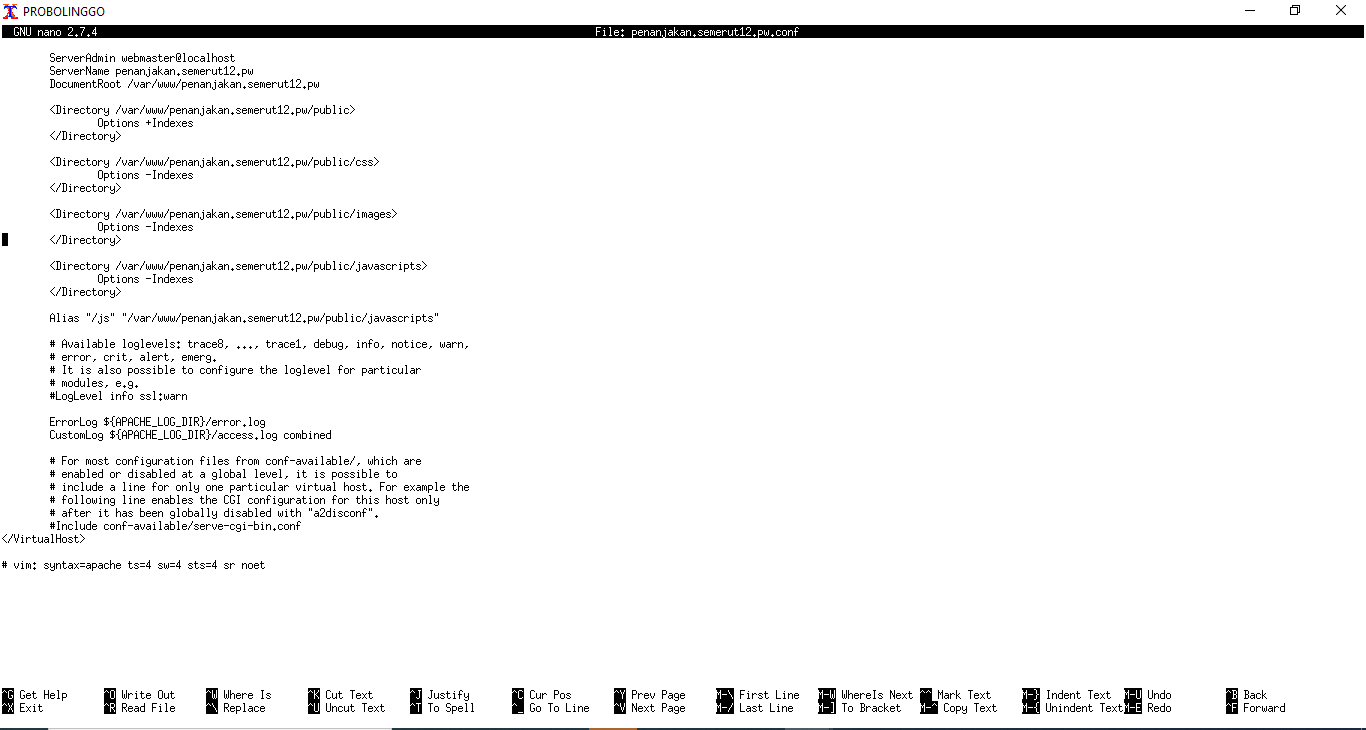 PROBOLINGGO
GNU nano 2.7.4 File: penanjakan.semerut12.pw.conf
ServerAdmin webmaster@localhost
ServerName penanjakan.semerut12.pw
DocumentRoot /var/www/penanjakan.semerut12.pw
<Directory /var/www/penanjakan.semerut12.pw/public>
Options +Indexes
</Directory>
<Directory /var/www/penanjakan.semerut12.pw/public/css>
Options -Indexes
</Directory>
<Directory /var/www/penanjakan.semerut12.pw/public/images>
Options -Indexes
</Directory>
<Directory /var/www/penanjakan.semerut12.pw/public/javascripts>
Options -Indexes
</Directory>
Alias "/js" "/var/www/penanjakan.semerut12.pw/public/javascripts"
# Available loglevels: trace8, ..., trace1, debug, info, notice, warn,
# error, crit, alert, emerg.
# It is also possible to configure the loglevel for particular
# modules, e.g.
#LogLevel info ssl:warn
ErrorLog ${APACHE_LOG_DIR}/error.log
CustomLog ${APACHE_LOG_DIR}/access.log combined
# For most configuration files from conf-available/, which are
# enabled or disabled at a global level, it is possible to
# include a line for only one particular virtual host. For example the
# following line enables the CGI configuration for this host only
# after it has been globally disabled with "a2disconf".
#Include conf-available/serve-cgi-bin.conf
</VirtualHost>
# vim: syntax=apache ts=4 sw=4 sts=4 sr noet
^G Get Help ^O Write Out ^W Where Is ^K Cut Text ^J Justify ^C Cur Pos ^Y Prev Page M-\ First Line M-W WhereIs Next ^^ Mark Text M-} Indent Text M-U Undo ^B Back
^X Exit ^R Read File ^\ Replace ^U Uncut Text ^T To Spell ^_ Go To Line ^V Next Page M-/ Last Line M-] To Bracket M-^ Copy Text M-{ Unindent Text M-E Redo ^F Forward